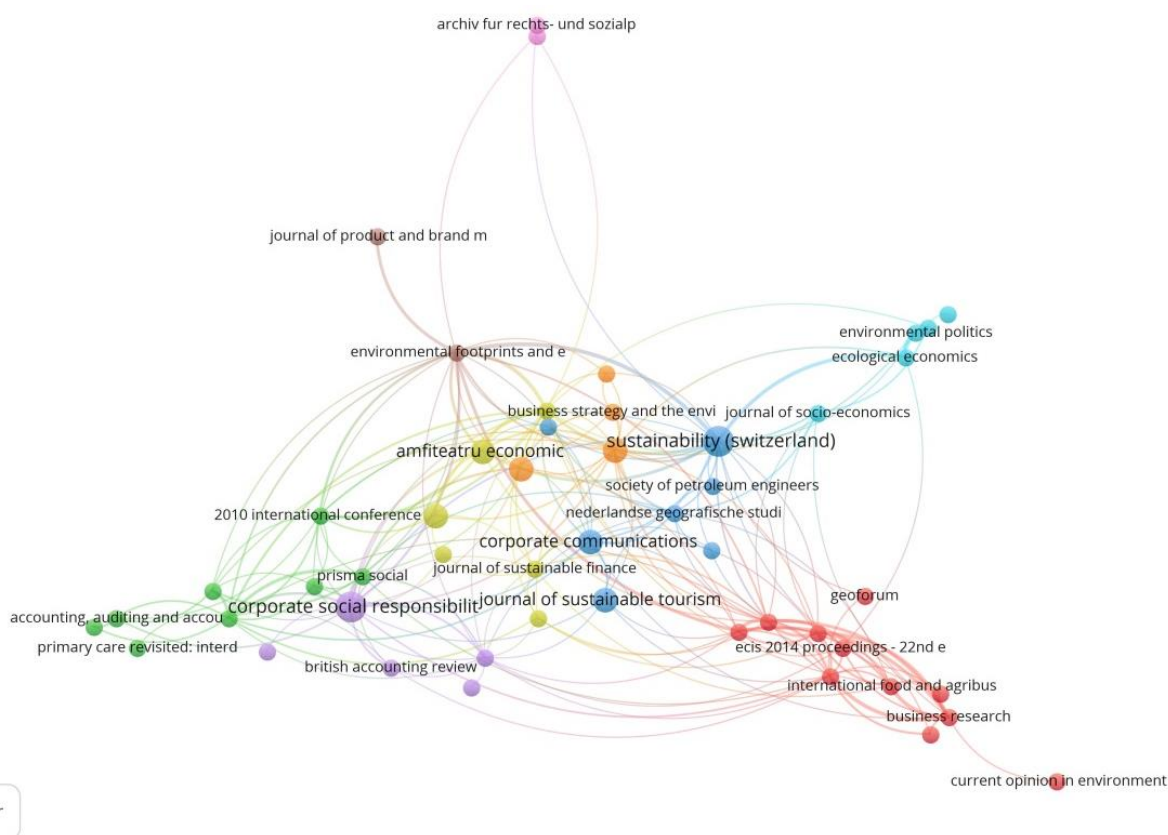 archiv fur rechts- und sozialp
journal of product and brand m
environmental politics
environmental footprints and e
ecological economics
business strategy and the envi
journal of socio-economics
sustainability (switzerland)
amfiteatru economic
society of petroleum engineers
2010 international conference
nederlandse geografische studi
corporate communications
journal of sustainable finance
prisma social
geoforum
corporate social responsibilit
journal of sustainable tourism
accounting, auditing and accou
primary care revisited: interd
ecis 2014 proceedings - 22nd e
british accounting review
international food and agribus
business research
current opinion in environment
r